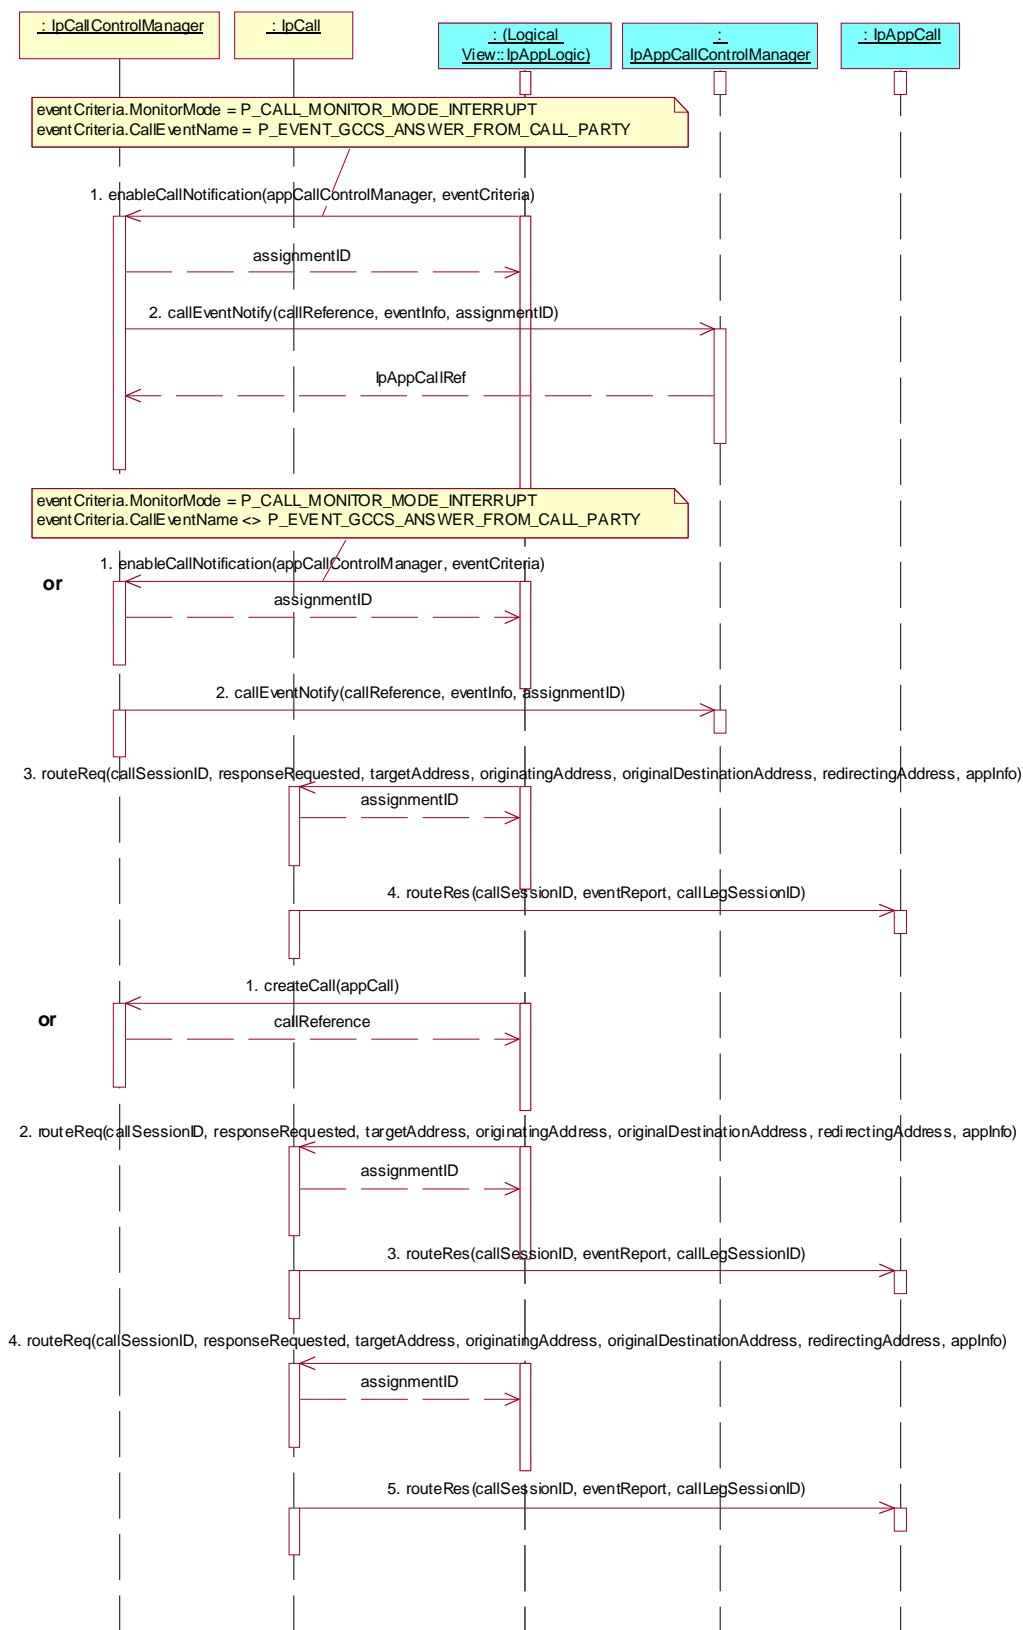 : IpCallControlManager
: IpCall
: (Logical
View::IpAppLogic)
:
IpAppCallControlManager
: IpAppCall
eventCriteria.MonitorMode = P_CALL_MONITOR_MODE_INTERRUPT
eventCriteria.CallEventName = P_EVENT_GCCS_ANSWER_FROM_CALL_PARTY
1. enableCallNotification(appCallControlManager, eventCriteria)
assignmentID
2. callEventNotify(callReference, eventInfo, assignmentID)
IpAppCallRef
eventCriteria.MonitorMode = P_CALL_MONITOR_MODE_INTERRUPT
eventCriteria.CallEventName <> P_EVENT_GCCS_ANSWER_FROM_CALL_PARTY
1. enableCallNotification(appCallControlManager, eventCriteria)
or
assignmentID
2. callEventNotify(callReference, eventInfo, assignmentID)
3. routeReq(callSessionID, responseRequested, targetAddress, originatingAddress, originalDestinationAddress, redirectingAddress, appInfo)
assignmentID
4. routeRes(callSessionID, eventReport, callLegSessionID)
1. createCall(appCall)
or
callReference
2. routeReq(callSessionID, responseRequested, targetAddress, originatingAddress, originalDestinationAddress, redirectingAddress, appInfo)
assignmentID
3. routeRes(callSessionID, eventReport, callLegSessionID)
4. routeReq(callSessionID, responseRequested, targetAddress, originatingAddress, originalDestinationAddress, redirectingAddress, appInfo)
assignmentID
5. routeRes(callSessionID, eventReport, callLegSessionID)